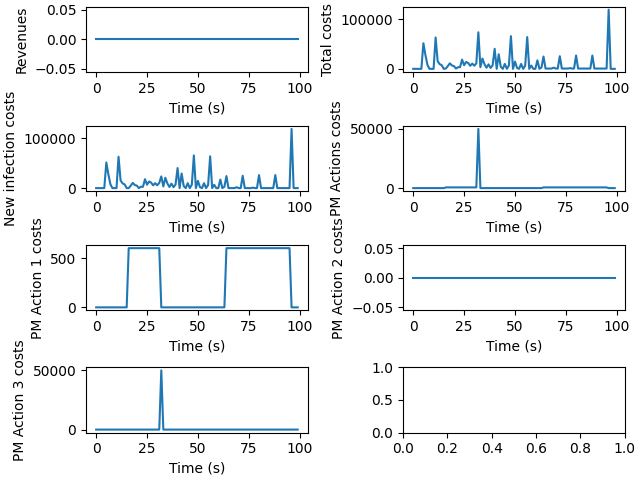 Revenues
0.05
0.00
−0.05
0 25 50 75 100
Time (s)
Total costs
100000
0
0 25 50 75 100
Time (s)
New infection costs
100000
0
0 25 50 75 100
Time (s)
PM Actions costs
50000
0
0 25 50 75 100
Time (s)
PM Action 1 costs
500
0
0 25 50 75 100
Time (s)
PM Action 2 costs
0.05
0.00
−0.05
0 25 50 75 100
Time (s)
PM Action 3 costs
50000
0
0 25 50 75 100
Time (s)
1.0
0.5
0.0
0.0 0.2 0.4 0.6 0.8 1.0